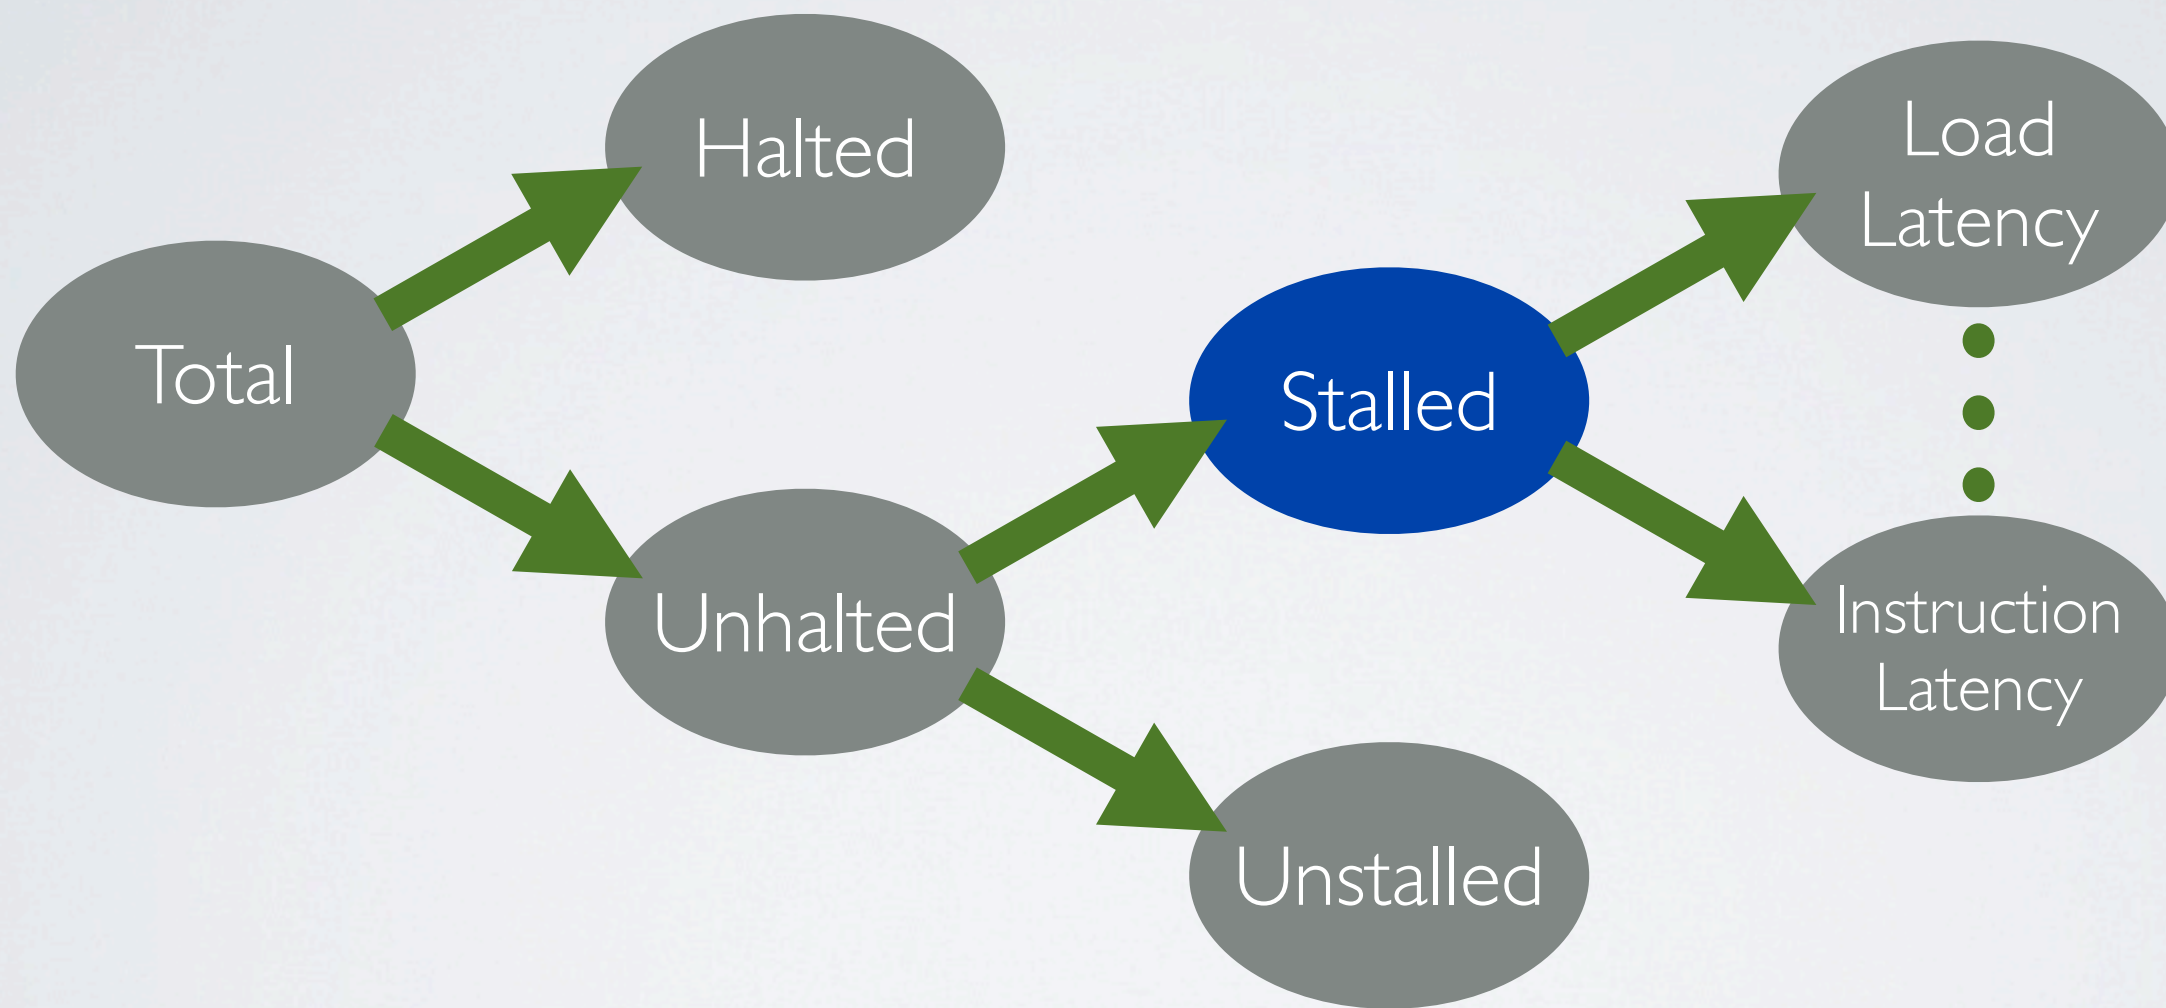 Total
Halted
Unhalted
Stalled
Unstalled
Load
Latency
Instruction
Latency